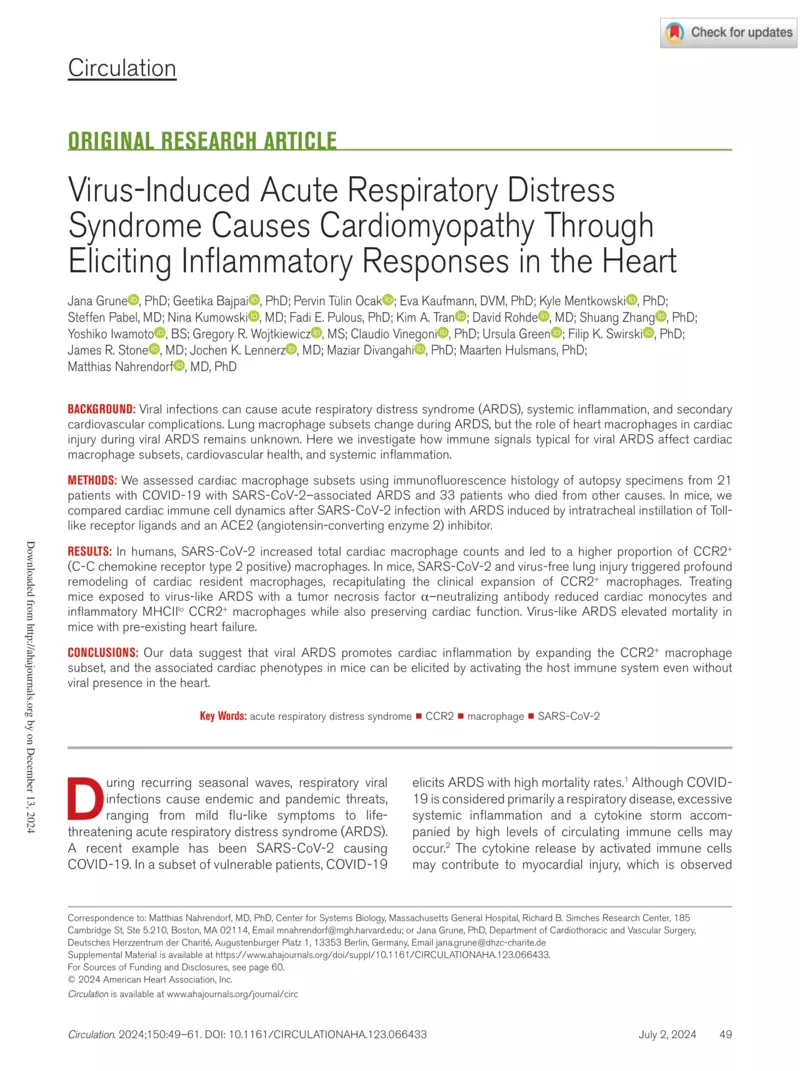 Check for updates
Circulation
ORIGINAL RESEARCH ARTICLE
Virus-Induced Acute Respiratory Distress
Syndrome Causes Cardiomyopathy Through
Eliciting Inflammatory Responses in the Heart
Jana Grune, PhD; Geetika Bajpai, PhD; Pervin Tülin Ocak; Eva Kaufmann, DVM, PhD; Kyle Mentkowski, PhD;
Steffen Pabel, MD; Nina Kumowski, MD; Fadi E. Pulous, PhD; Kim A. Tran; David Rohde, MD; Shuang Zhang, PhD;
Yoshiko Iwamoto, BS; Gregory R. Wojtkiewicz, MS; Claudio Vinegoni, PhD; Ursula Green; Filip K. Swirski, PhD;
James R. Stone, MD; Jochen K. Lennerz, MD; Maziar Divangahi, PhD; Maarten Hulsmans, PhD;
Matthias Nahrendorf, MD, PhD
BACKGROUND: Viral infections can cause acute respiratory distress syndrome (ARDS), systemic inflammation, and secondary
cardiovascular complications. Lung macrophage subsets change during ARDS, but the role of heart macrophages in cardiac
injury during viral ARDS remains unknown. Here we investigate how immune signals typical for viral ARDS affect cardiac
macrophage subsets, cardiovascular health, and systemic inflammation.
METHODS: We assessed cardiac macrophage subsets using immunofluorescence histology of autopsy specimens from 21
patients with COVID-19 with SARS-CoV-2–associated ARDS and 33 patients who died from other causes. In mice, we
compared cardiac immune cell dynamics after SARS-CoV-2 infection with ARDS induced by intratracheal instillation of Toll-
like receptor ligands and an ACE2 (angiotensin-converting enzyme 2) inhibitor.
RESULTS: In humans, SARS-CoV-2 increased total cardiac macrophage counts and led to a higher proportion of CCR2⁺
(C-C chemokine receptor type 2 positive) macrophages. In mice, SARS-CoV-2 and virus-free lung injury triggered profound
remodeling of cardiac resident macrophages, recapitulating the clinical expansion of CCR2⁺ macrophages. Treating
mice exposed to virus-like ARDS with a tumor necrosis factor α–neutralizing antibody reduced cardiac monocytes and
inflammatory MHCIIˡᵒ CCR2⁺ macrophages while also preserving cardiac function. Virus-like ARDS elevated mortality in
mice with pre-existing heart failure.
CONCLUSIONS: Our data suggest that viral ARDS promotes cardiac inflammation by expanding the CCR2⁺ macrophage
subset, and the associated cardiac phenotypes in mice can be elicited by activating the host immune system even without
viral presence in the heart.
Key Words: acute respiratory distress syndrome ■ CCR2 ■ macrophage ■ SARS-CoV-2
During recurring seasonal waves, respiratory viral
infections cause endemic and pandemic threats,
ranging from mild flu-like symptoms to life-
threatening acute respiratory distress syndrome (ARDS).
A recent example has been SARS-CoV-2 causing
COVID-19. In a subset of vulnerable patients, COVID-19
elicits ARDS with high mortality rates.¹ Although COVID-
19 is considered primarily a respiratory disease, excessive
systemic inflammation and a cytokine storm accom-
panied by high levels of circulating immune cells may
occur.² The cytokine release by activated immune cells
may contribute to myocardial injury, which is observed
Correspondence to: Matthias Nahrendorf, MD, PhD, Center for Systems Biology, Massachusetts General Hospital, Richard B. Simches Research Center, 185
Cambridge St, Ste 5.210, Boston, MA 02114, Email mnahrendorf@mgh.harvard.edu; or Jana Grune, PhD, Department of Cardiothoracic and Vascular Surgery,
Deutsches Herzzentrum der Charité, Augustenburger Platz 1, 13353 Berlin, Germany, Email jana.grune@dhzc-charite.de
Supplemental Material is available at https://www.ahajournals.org/doi/suppl/10.1161/CIRCULATIONAHA.123.066433.
For Sources of Funding and Disclosures, see page 60.
© 2024 American Heart Association, Inc.
Circulation is available at www.ahajournals.org/journal/circ
Circulation. 2024;150:49–61. DOI: 10.1161/CIRCULATIONAHA.123.066433
July 2, 2024 49
Downloaded from http://ahajournals.org by on December 13, 2024